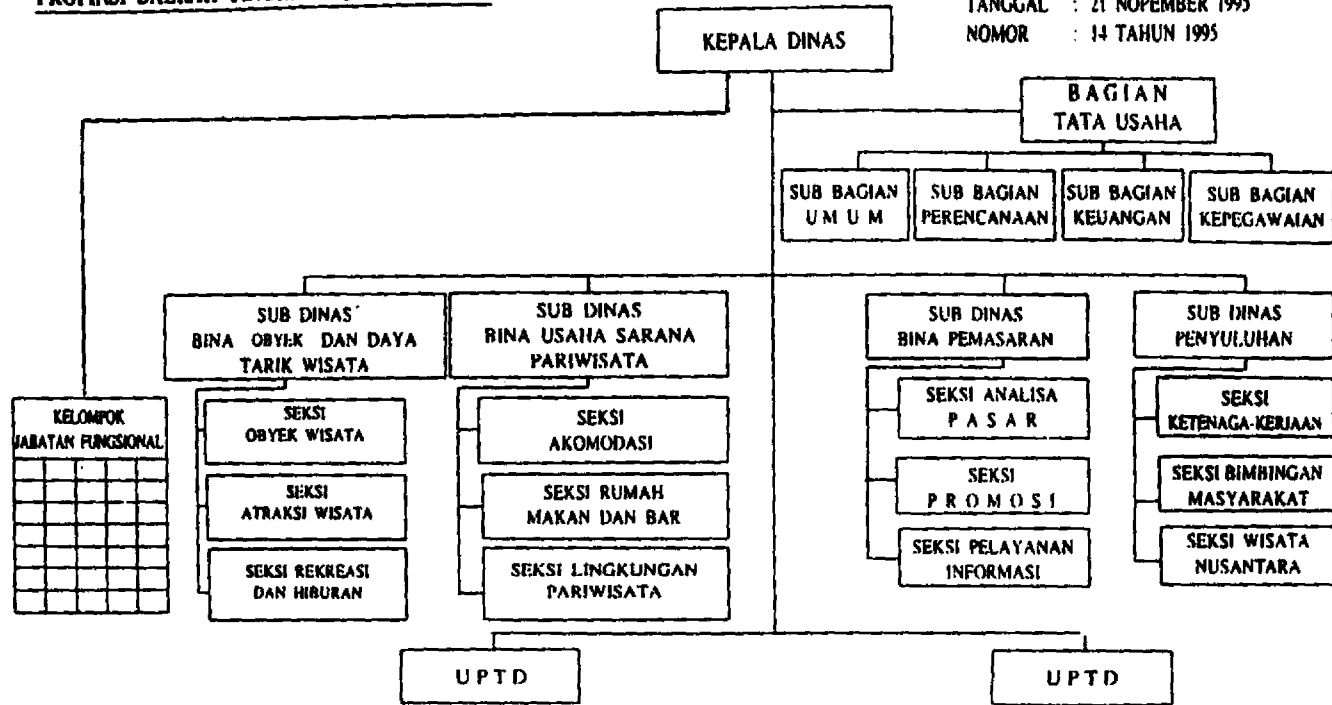 PROPINSI DAERAH
TANGGAL : 21 NOPEMBER 1995
NOMOR : 14 TAHUN 1995
KEPALA DINAS
BAGIAN
TATA USAHA
SUB BAGIAN
U M U M
SUB BAGIAN
PERENCANAAN
SUB BAGIAN
KEUANGAN
SUB BAGIAN
KEPEGAWAIAN
SUB DINAS
BINA OBYEK DAN DAYA
TARIK WISATA
SUB DINAS
BINA USAHA SARANA
PARIWISATA
SUB DINAS
BINA PEMASARAN
SUB DINAS
PENYULUHAN
KELOMPOK
JABATAN FUNGSIONAL
SEKSI
OBYEK WISATA
SEKSI
ATRAKSI WISATA
SEKSI REKREASI
DAN HIBURAN
SEKSI
AKOMODASI
SEKSI RUMAH
MAKAN DAN BAR
SEKSI LINGKUNGAN
PARIWISATA
SEKSI ANALISA
P A S A R
SEKSI
P R O M O S I
SEKSI PELAYANAN
INFORMASI
SEKSI
KETENAGA-KERJAAN
SEKSI BIMBINGAN
MASYARAKAT
SEKSI WISATA
NUSANTARA
UPTD
UPTD